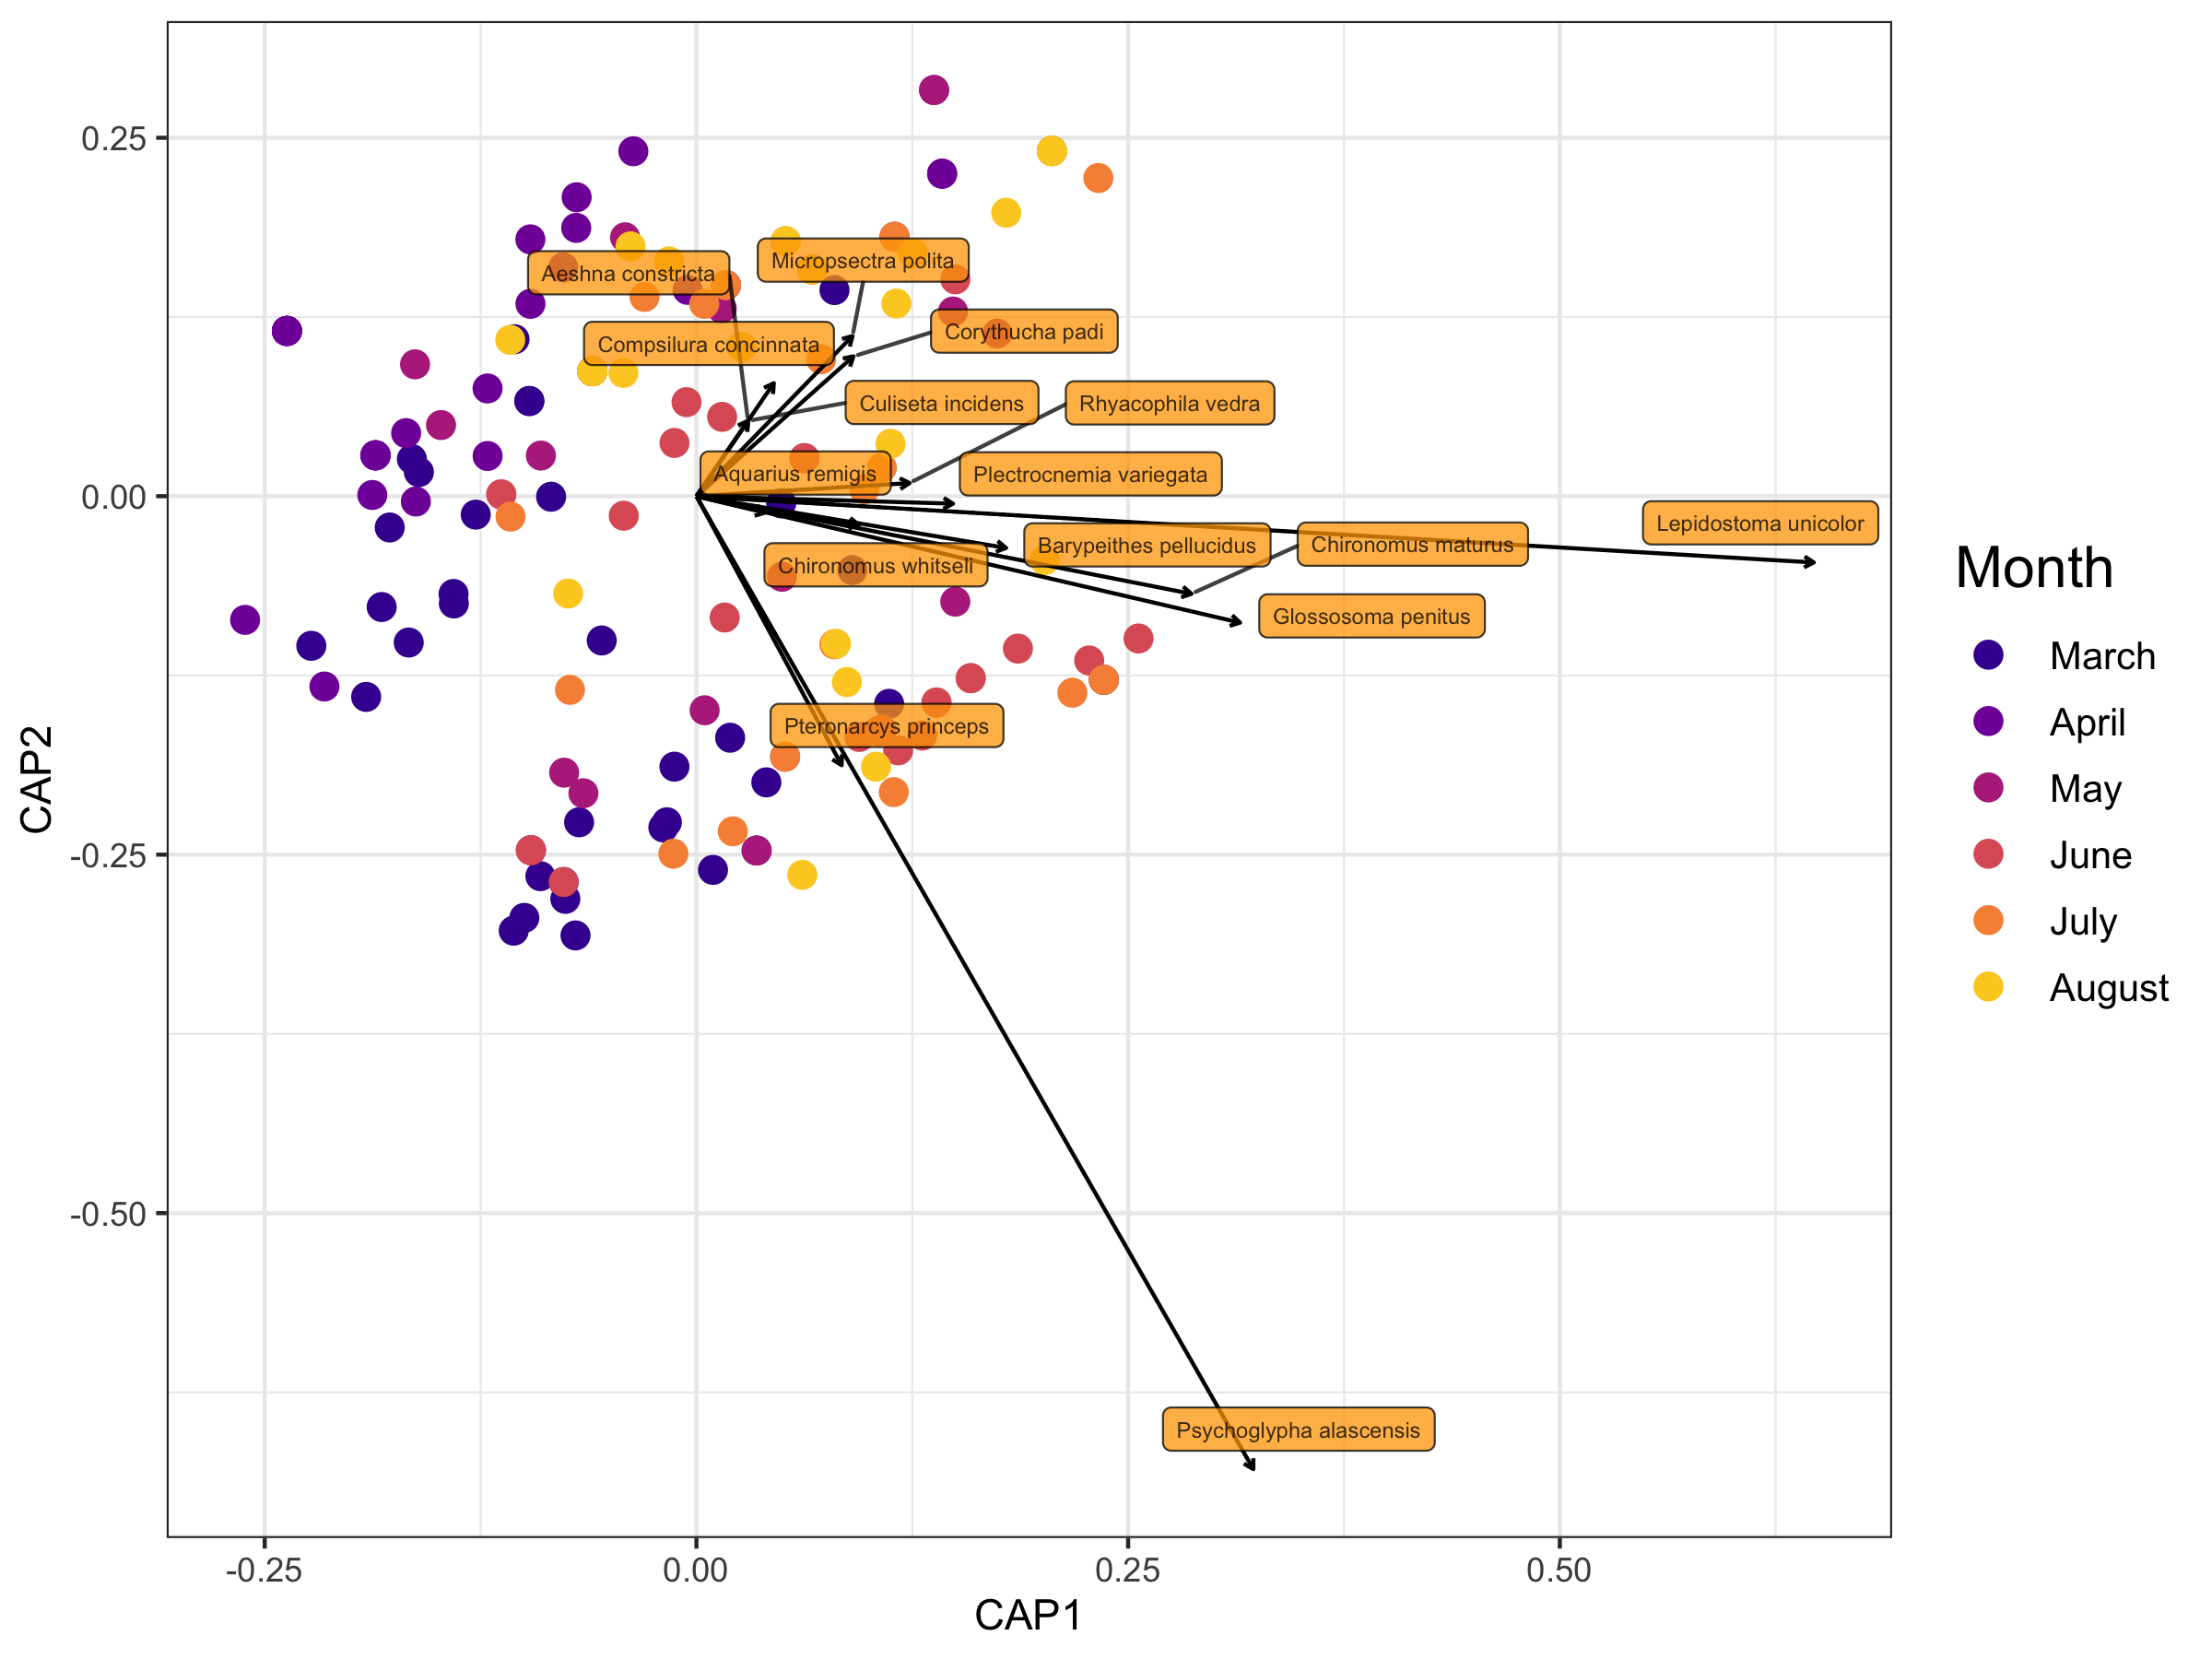 0.25
0.00
-0.25
-0.50
CAP2
Aeshna constricta
Micropsectra polita
Compsilura concinnata
Corythucha padi
Culiseta incidens
Rhyacophila vedra
Aquarius remigis
Plectrocnemia variegata
Lepidostoma unicolor
Barypeithes pellucidus
Chironomus maturus
Chironomus whitseli
Glossosoma penitus
Pteronarcys princeps
Psychoglypha alascensis
-0.25
0.00
0.25
0.50
CAP1
Month
March
April
May
June
July
August